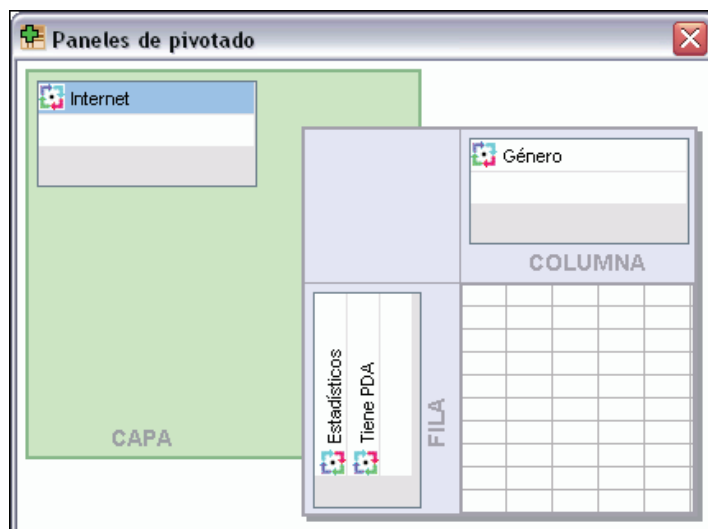 Paneles de pivotado
Internet
Género
COLUMNA
Estadísticos
Tiene PDA
FILA
CAPA